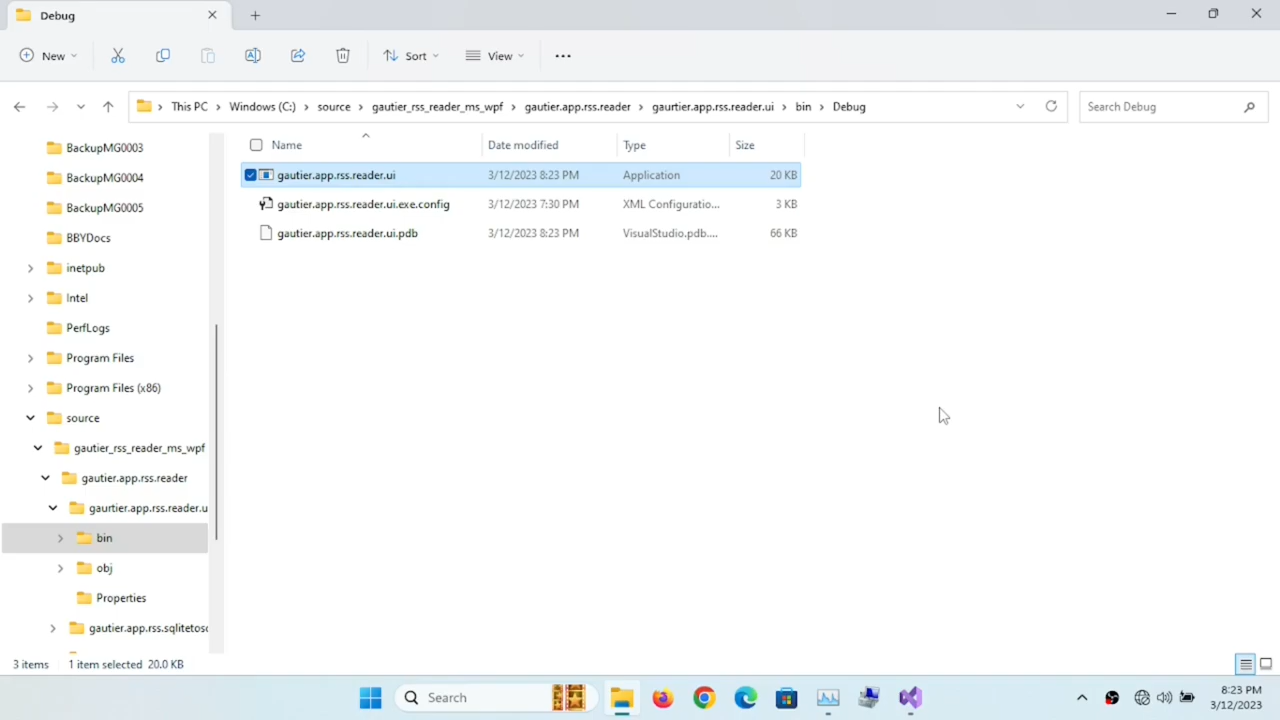 Debug
New
Sort
View
This PC > Windows (C:) > source > gautier_rss_reader_ms_wpf > gautier.app.rss.reader > gaurtier.app.rss.reader.ui > bin > Debug
Search Debug
BackupMG0003
BackupMG0004
BackupMG0005
BBYDocs
inetpub
Intel
PerfLogs
Program Files
Program Files (x86)
source
gautier_rss_reader_ms_wpf
gautier.app.rss.reader
gaurtier.app.rss.reader.u
bin
obj
Properties
gautier.app.rss.sqlitetosc
Name Date modified Type Size
gautier.app.rss.reader.ui 3/12/2023 8:23 PM Application 20 KB
gautier.app.rss.reader.ui.exe.config 3/12/2023 7:30 PM XML Configuratio... 3 KB
gautier.app.rss.reader.ui.pdb 3/12/2023 8:23 PM VisualStudio.pdb.... 66 KB
3 items 1 item selected 20.0 KB
Search
8:23 PM
3/12/2023